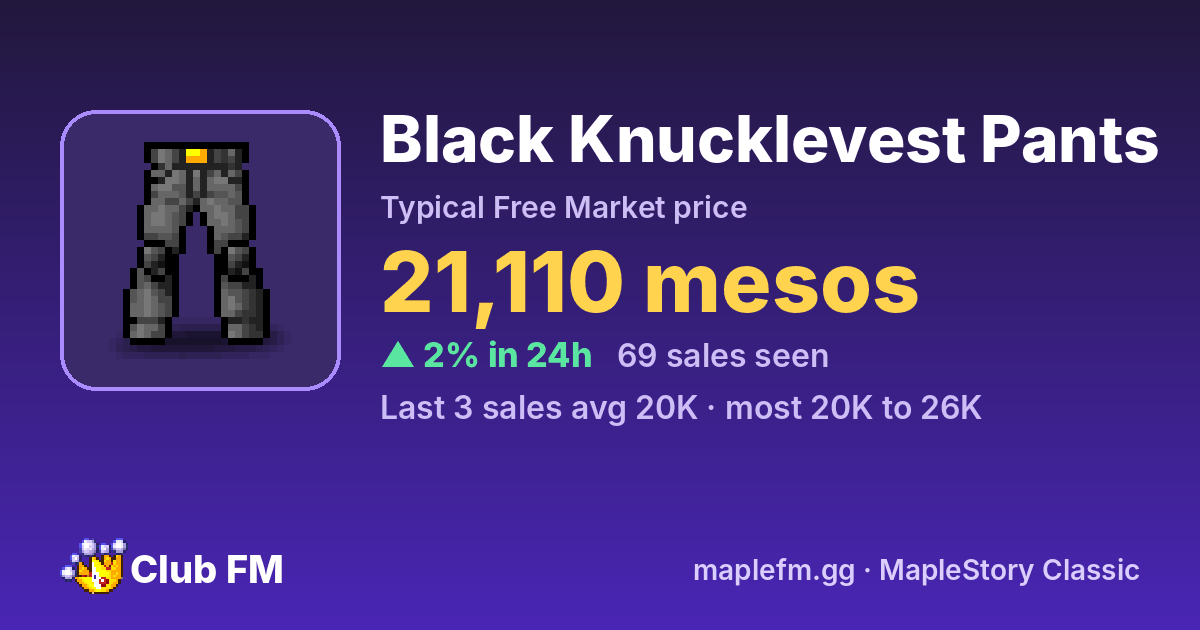 Black Knucklevest Pants
Typical Free Market price
21,110 mesos
▲ 2% in 24h 69 sales seen
Last 3 sales avg 20K · most 20K to 26K
Club FM
maplefm.gg · MapleStory Classic